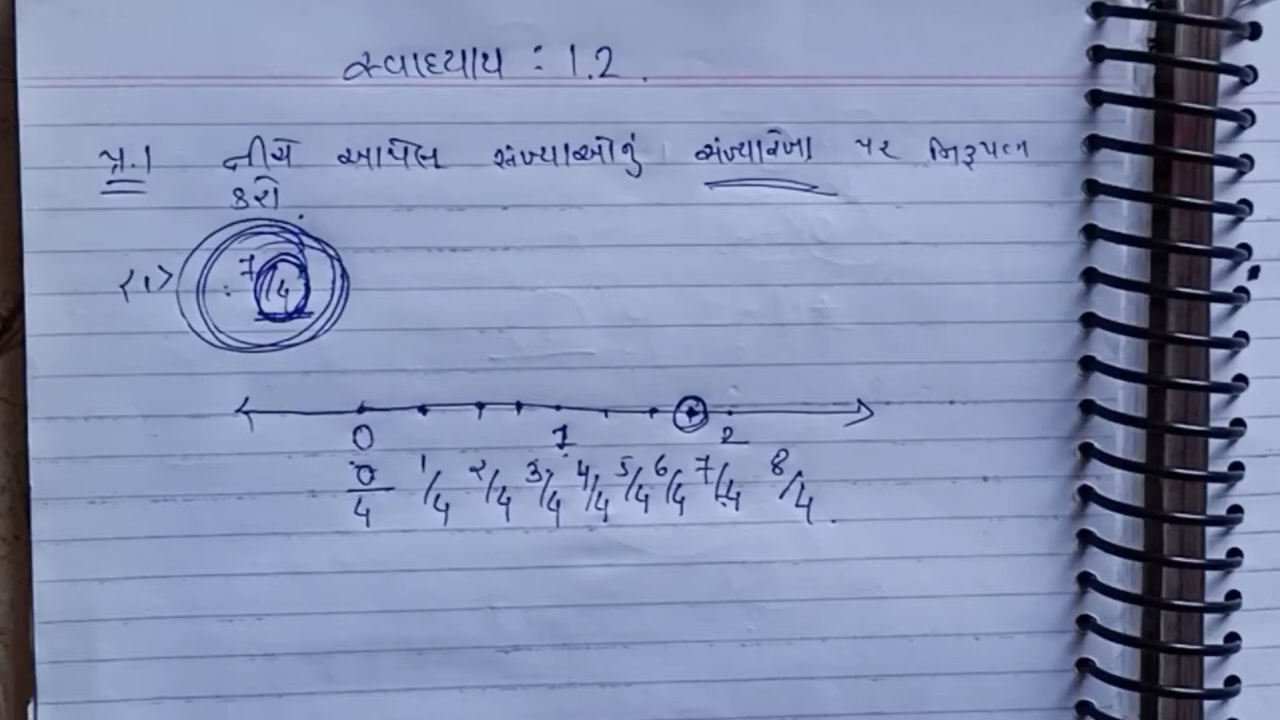 સ્વાધ્યાય : 1.2.
પ્ર.1 નીચે આપેલ સંખ્યાઓનું સંખ્યારેખા પર નિરૂપણ
કરો.
(1) 7/4
0 1 2
0/4 1/4 2/4 3/4 4/4 5/4 6/4 7/4 8/4.